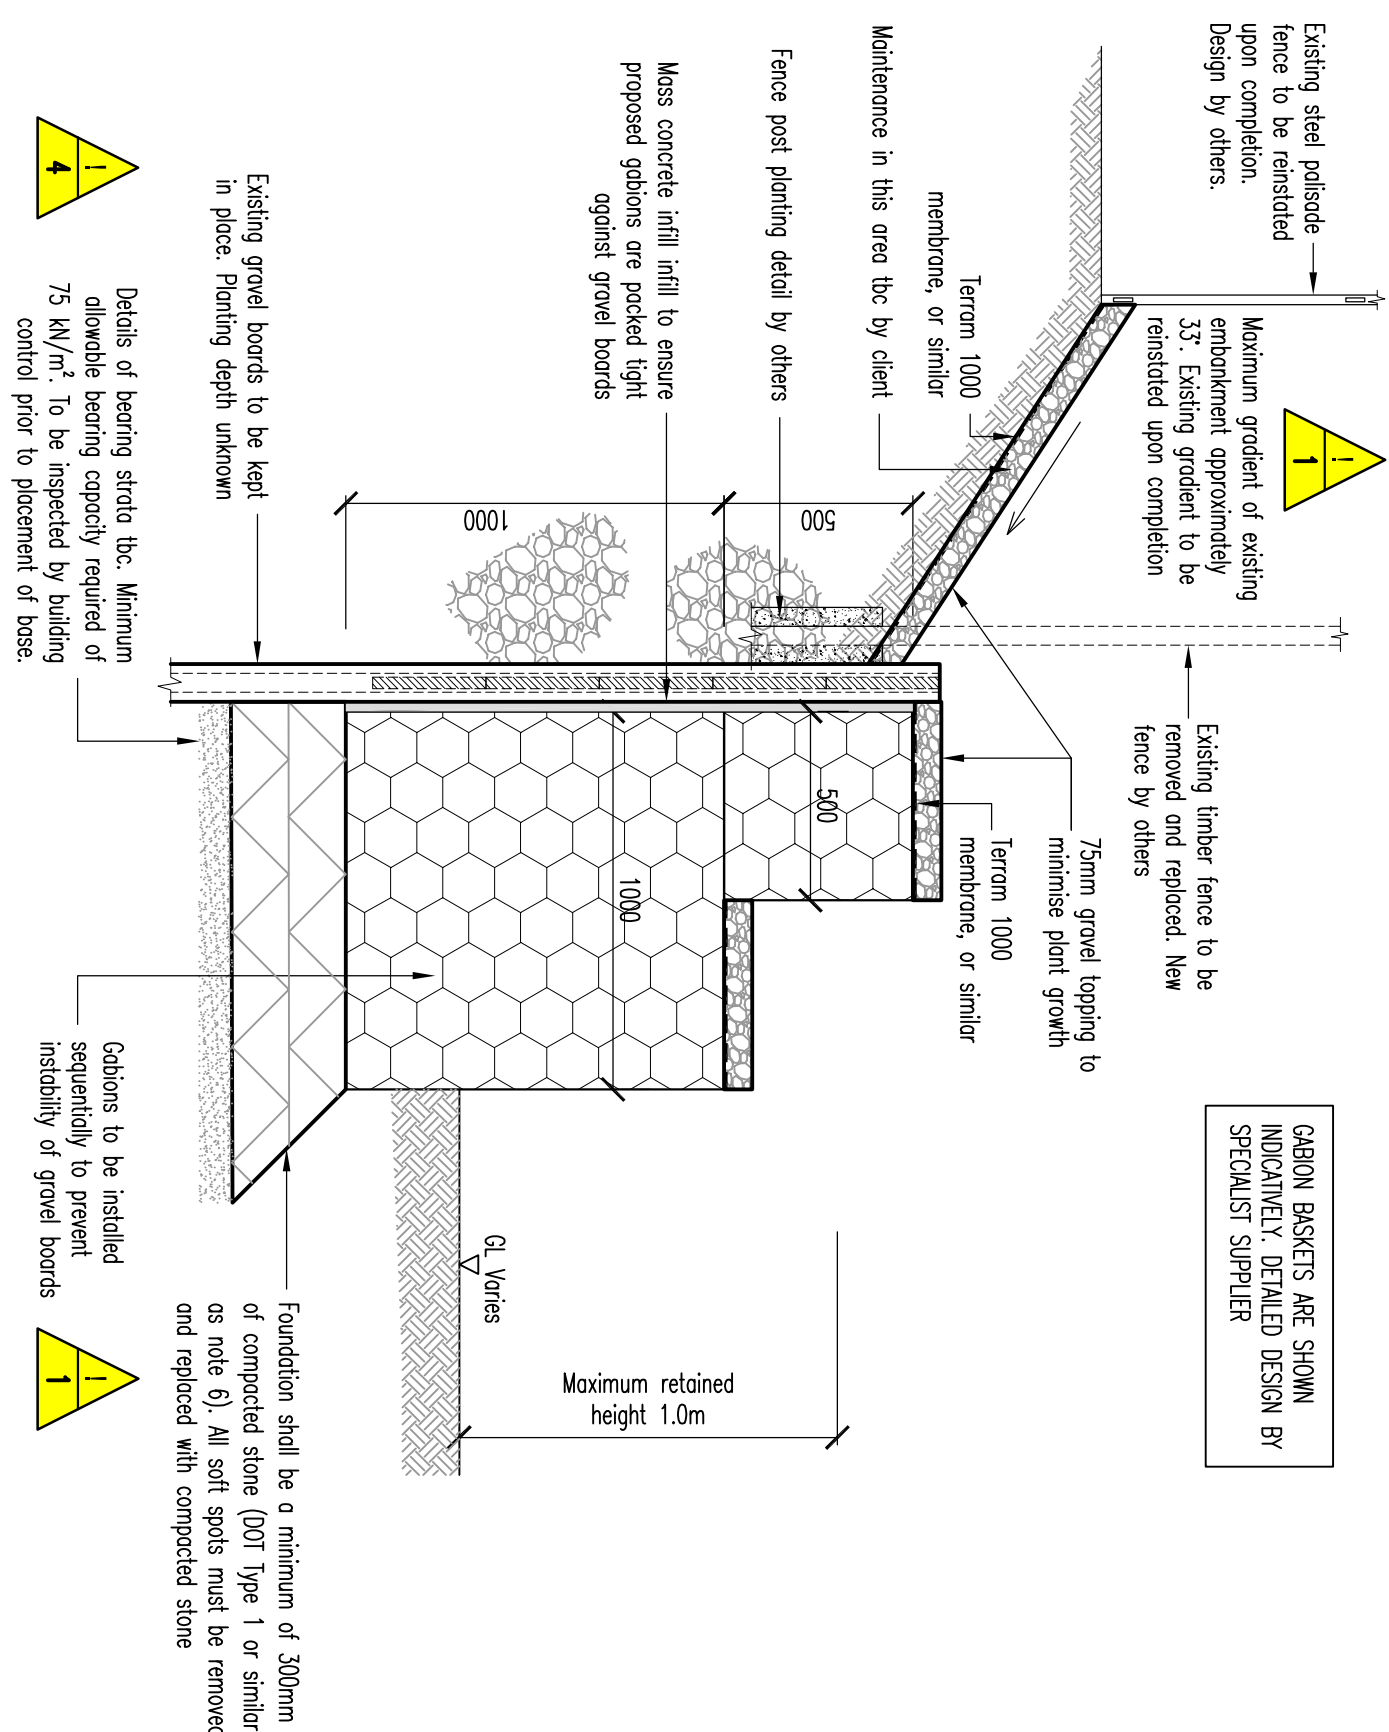 Existing steel palisade
fence to be reinstated
upon completion.
Design by others.
!
1
Maximum gradient of existing
embankment approximately
33°. Existing gradient to be
reinstated upon completion
Terram 1000
membrane, or similar
Maintenance in this area tbc by client
Fence post planting detail by others
Mass concrete infill infill to ensure
proposed gabions are packed tight
against gravel boards
Existing gravel boards to be kept
in place. Planting depth unknown
!
4
Details of bearing strata tbc. Minimum
allowable bearing capacity required of
75 kN/m². To be inspected by building
control prior to placement of base.
500
1000
Existing timber fence to be
removed and replaced. New
fence by others
75mm gravel topping to
minimise plant growth
Terram 1000
membrane, or similar
500
1000
GABION BASKETS ARE SHOWN
INDICATIVELY. DETAILED DESIGN BY
SPECIALIST SUPPLIER
GL Varies
Maximum retained
height 1.0m
Gabions to be installed
sequentially to prevent
instability of gravel boards
!
1
Foundation shall be a minimum of 300mm
of compacted stone (DOT Type 1 or similar
as note 6). All soft spots must be removed
and replaced with compacted stone